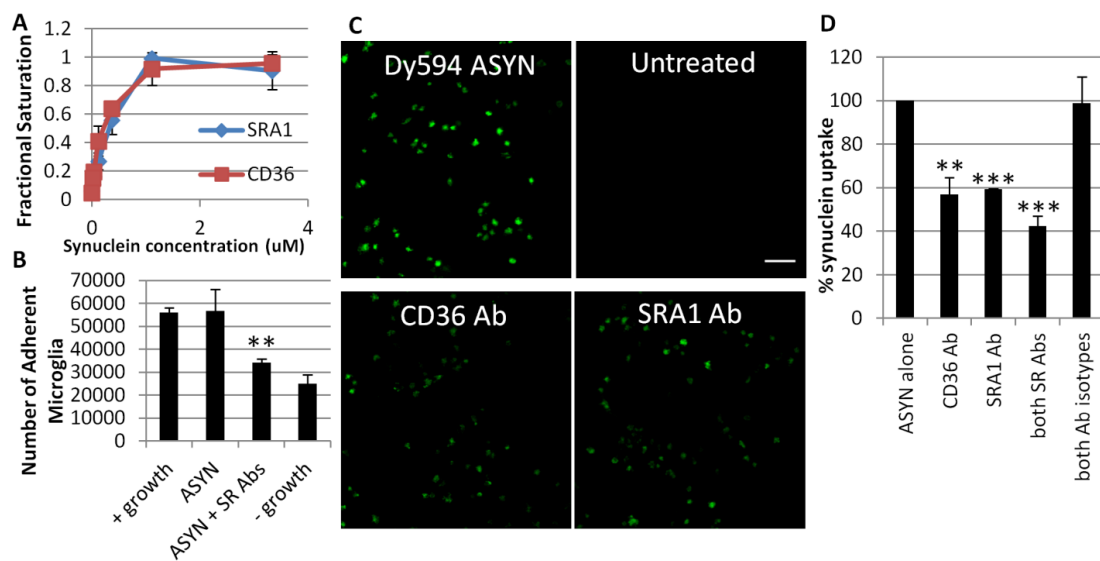 A
1.2
1
0.8
0.6
0.4
0.2
0
Fractional Saturation
SRA1
CD36
0 2 4
Synuclein concentration (uM)
B
70000
60000
50000
40000
30000
20000
10000
0
Number of Adherent
Microglia
**
+ growth
ASYN
ASYN + SR Abs
- growth
C
Dy594 ASYN
Untreated
CD36 Ab
SRA1 Ab
D
120
100
80
60
40
20
0
% synuclein uptake
**
***
***
ASYN alone
CD36 Ab
SRA1 Ab
both SR Abs
both Ab isotypes